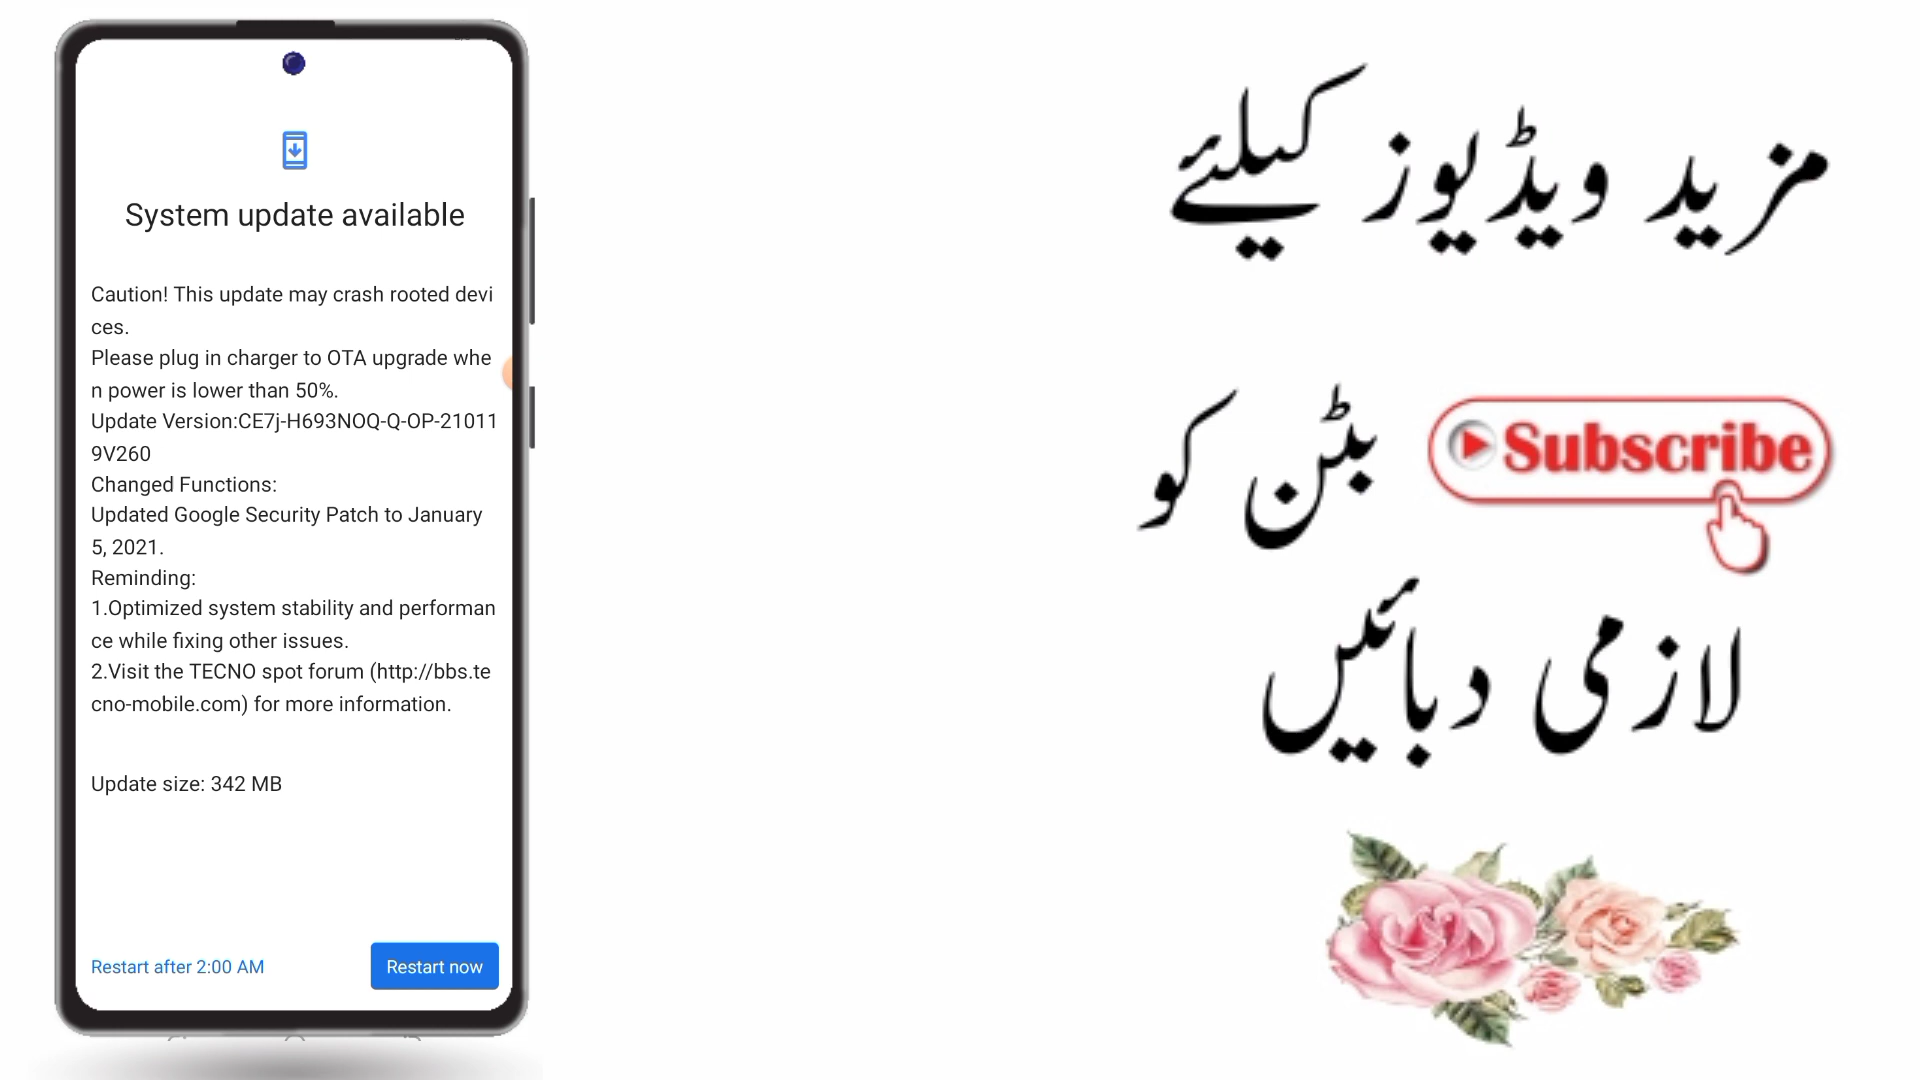 System update available
Caution! This update may crash rooted devi
ces.
Please plug in charger to OTA upgrade whe
n power is lower than 50%.
Update Version:CE7j-H693NOQ-Q-OP-21011
9V260
Changed Functions:
Updated Google Security Patch to January
5, 2021.
Reminding:
1.Optimized system stability and performan
ce while fixing other issues.
2.Visit the TECNO spot forum (http://bbs.te
cno-mobile.com) for more information.
Update size: 342 MB
Restart after 2:00 AM
Restart now
مزید ویڈیوز کیلئے
Subscribe بٹن کو
لازمی دبائیں